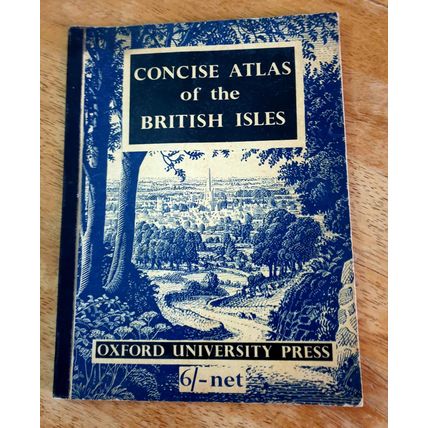 CONCISE ATLAS
of the
BRITISH ISLES
OXFORD UNIVERSITY PRESS
6/-net